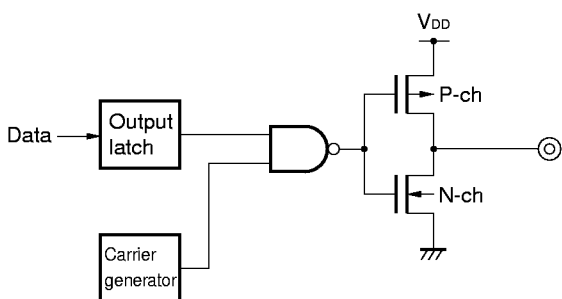 VDD
P-ch
Data
Output
latch
N-ch
Carrier
generator